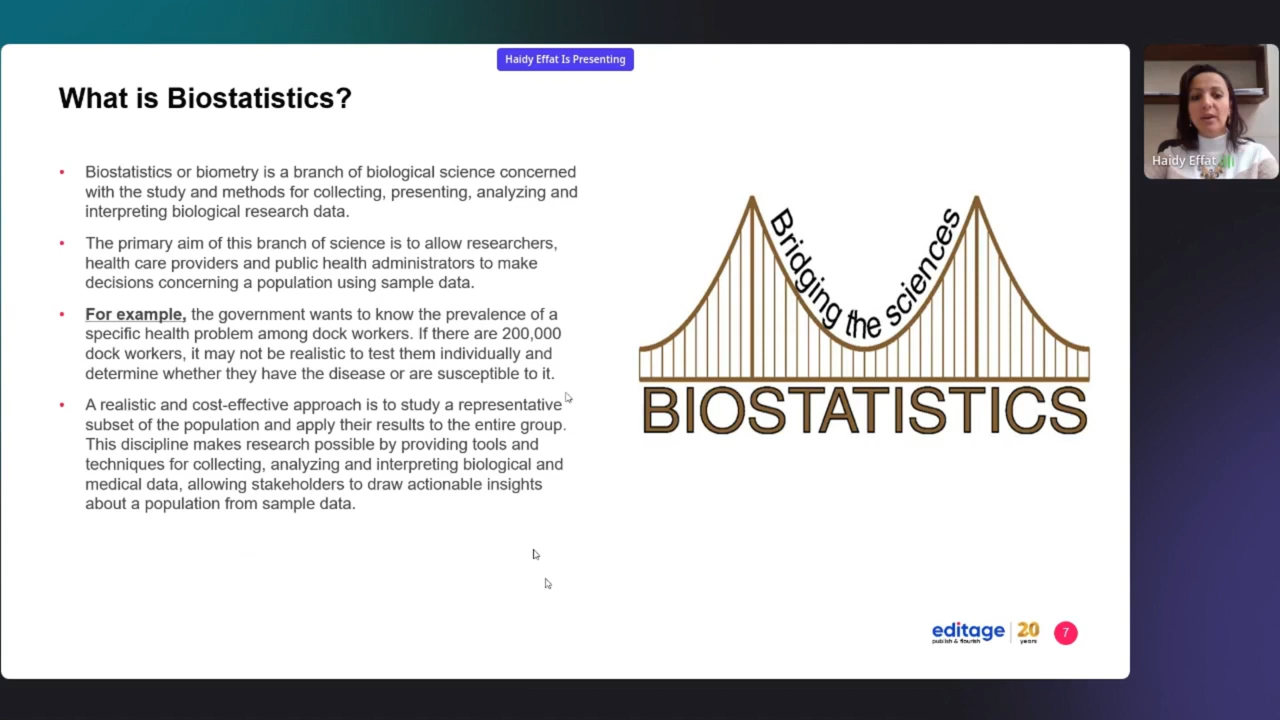 Haidy Effat Is Presenting
What is Biostatistics?
• Biostatistics or biometry is a branch of biological science concerned
with the study and methods for collecting, presenting, analyzing and
interpreting biological research data.
• The primary aim of this branch of science is to allow researchers,
health care providers and public health administrators to make
decisions concerning a population using sample data.
• For example, the government wants to know the prevalence of a
specific health problem among dock workers. If there are 200,000
dock workers, it may not be realistic to test them individually and
determine whether they have the disease or are susceptible to it.
• A realistic and cost-effective approach is to study a representative
subset of the population and apply their results to the entire group.
This discipline makes research possible by providing tools and
techniques for collecting, analyzing and interpreting biological and
medical data, allowing stakeholders to draw actionable insights
about a population from sample data.
Bridging the sciences
BIOSTATISTICS
Haidy Effat
editage
publish & flourish
20
years
7